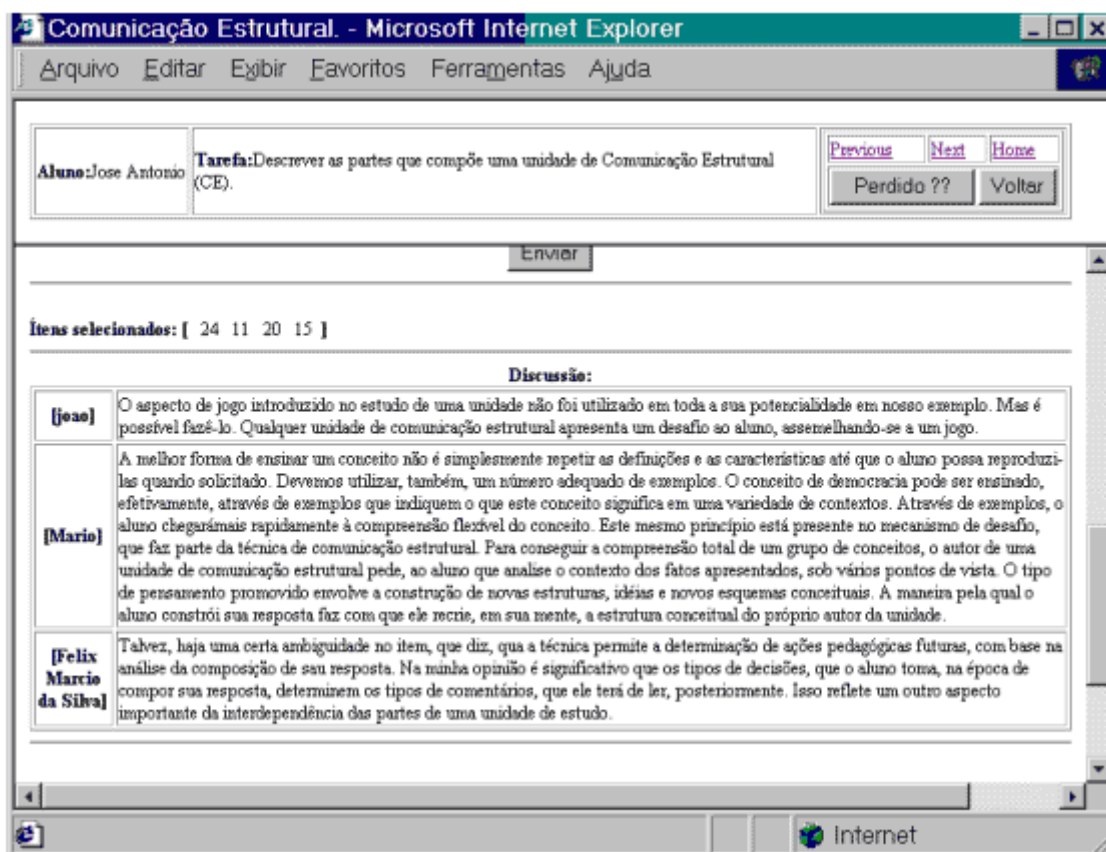 Comunicação Estrutural. - Microsoft Internet Explorer
Arquivo Editar Exibir Favoritos Ferramentas Ajuda
Aluno:Jose Antonio
Tarefa:Descrever as partes que compõe uma unidade de Comunicação Estrutural
(CE).
Previous Next Home
Perdido ?? Voltar
Enviar
Ítens selecionados: [ 24 11 20 15 ]
Discussão:
[joao]
O aspecto de jogo introduzido no estudo de uma unidade não foi utilizado em toda a sua potencialidade em nosso exemplo. Mas é
possível fazê-lo. Qualquer unidade de comunicação estrutural apresenta um desafio ao aluno, assemelhando-se a um jogo.
[Mario]
A melhor forma de ensinar um conceito não é simplesmente repetir as definições e as características até que o aluno possa reproduzi-
las quando solicitado. Devemos utilizar, também, um número adequado de exemplos. O conceito de democracia pode ser ensinado,
efetivamente, através de exemplos que indiquem o que este conceito significa em uma variedade de contextos. Através de exemplos, o
aluno chegarámais rapidamente à compreensão flexível do conceito. Este mesmo princípio está presente no mecanismo de desafio,
que faz parte da técnica de comunicação estrutural. Para conseguir a compreensão total de um grupo de conceitos, o autor de uma
unidade de comunicação estrutural pede, ao aluno que analise o contexto dos fatos apresentados, sob vários pontos de vista. O tipo
de pensamento promovido envolve a construção de novas estruturas, idéias e novos esquemas conceituais. A maneira pela qual o
aluno constrói sua resposta faz com que ele recrie, em sua mente, a estrutura conceitual do próprio autor da unidade.
[Felix
Marcio
da Silva]
Talvez, haja uma certa ambiguidade no item, que diz, qua a técnica permite a determinação de ações pedagógicas futuras, com base na
análise da composição de sau resposta. Na minha opinião é significativo que os tipos de decisões, que o aluno toma, na época de
compor sua resposta, determinem os tipos de comentários, que ele terá de ler, posteriormente. Isso reflete um outro aspecto
importante da interdependência das partes de uma unidade de estudo.
Internet